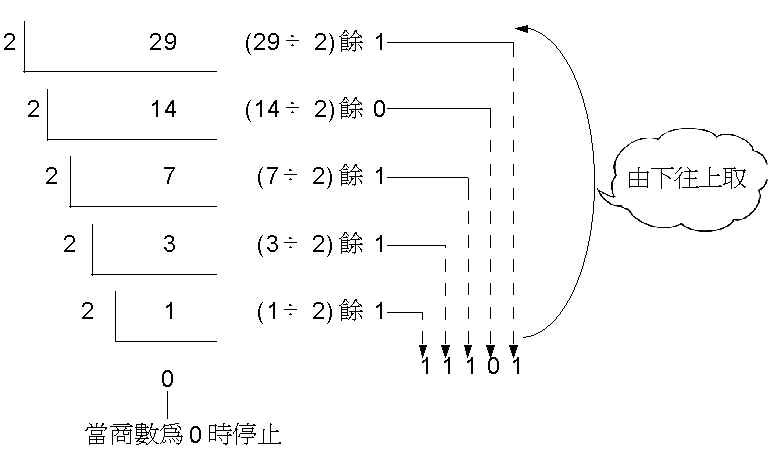 2 29 (29÷ 2)餘 1
2 14 (14÷ 2)餘 0
2 7 (7÷ 2)餘 1
由下往上取
2 3 (3÷ 2)餘 1
2 1 (1÷ 2)餘 1
1 1 1 0 1
0
當商數為 0 時停止